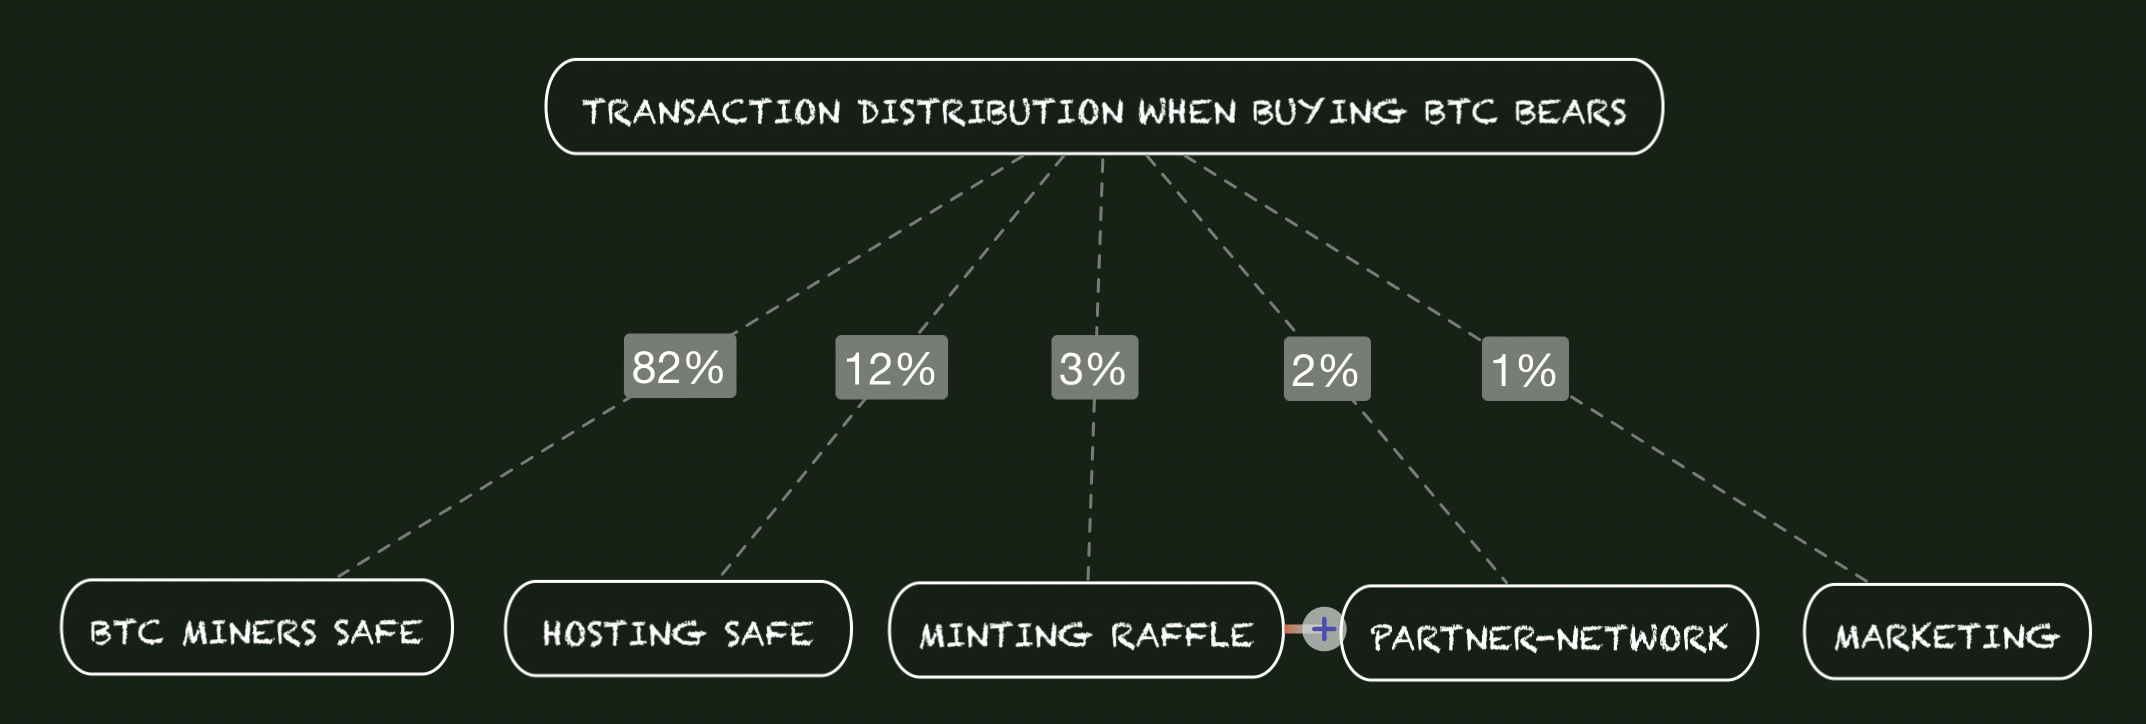 TRANSACTION DISTRIBUTION WHEN BUYING BTC BEARS
82%
12%
3%
2%
1%
BTC MINERS SAFE
HOSTING SAFE
MINTING RAFFLE
PARTNER-NETWORK
MARKETING